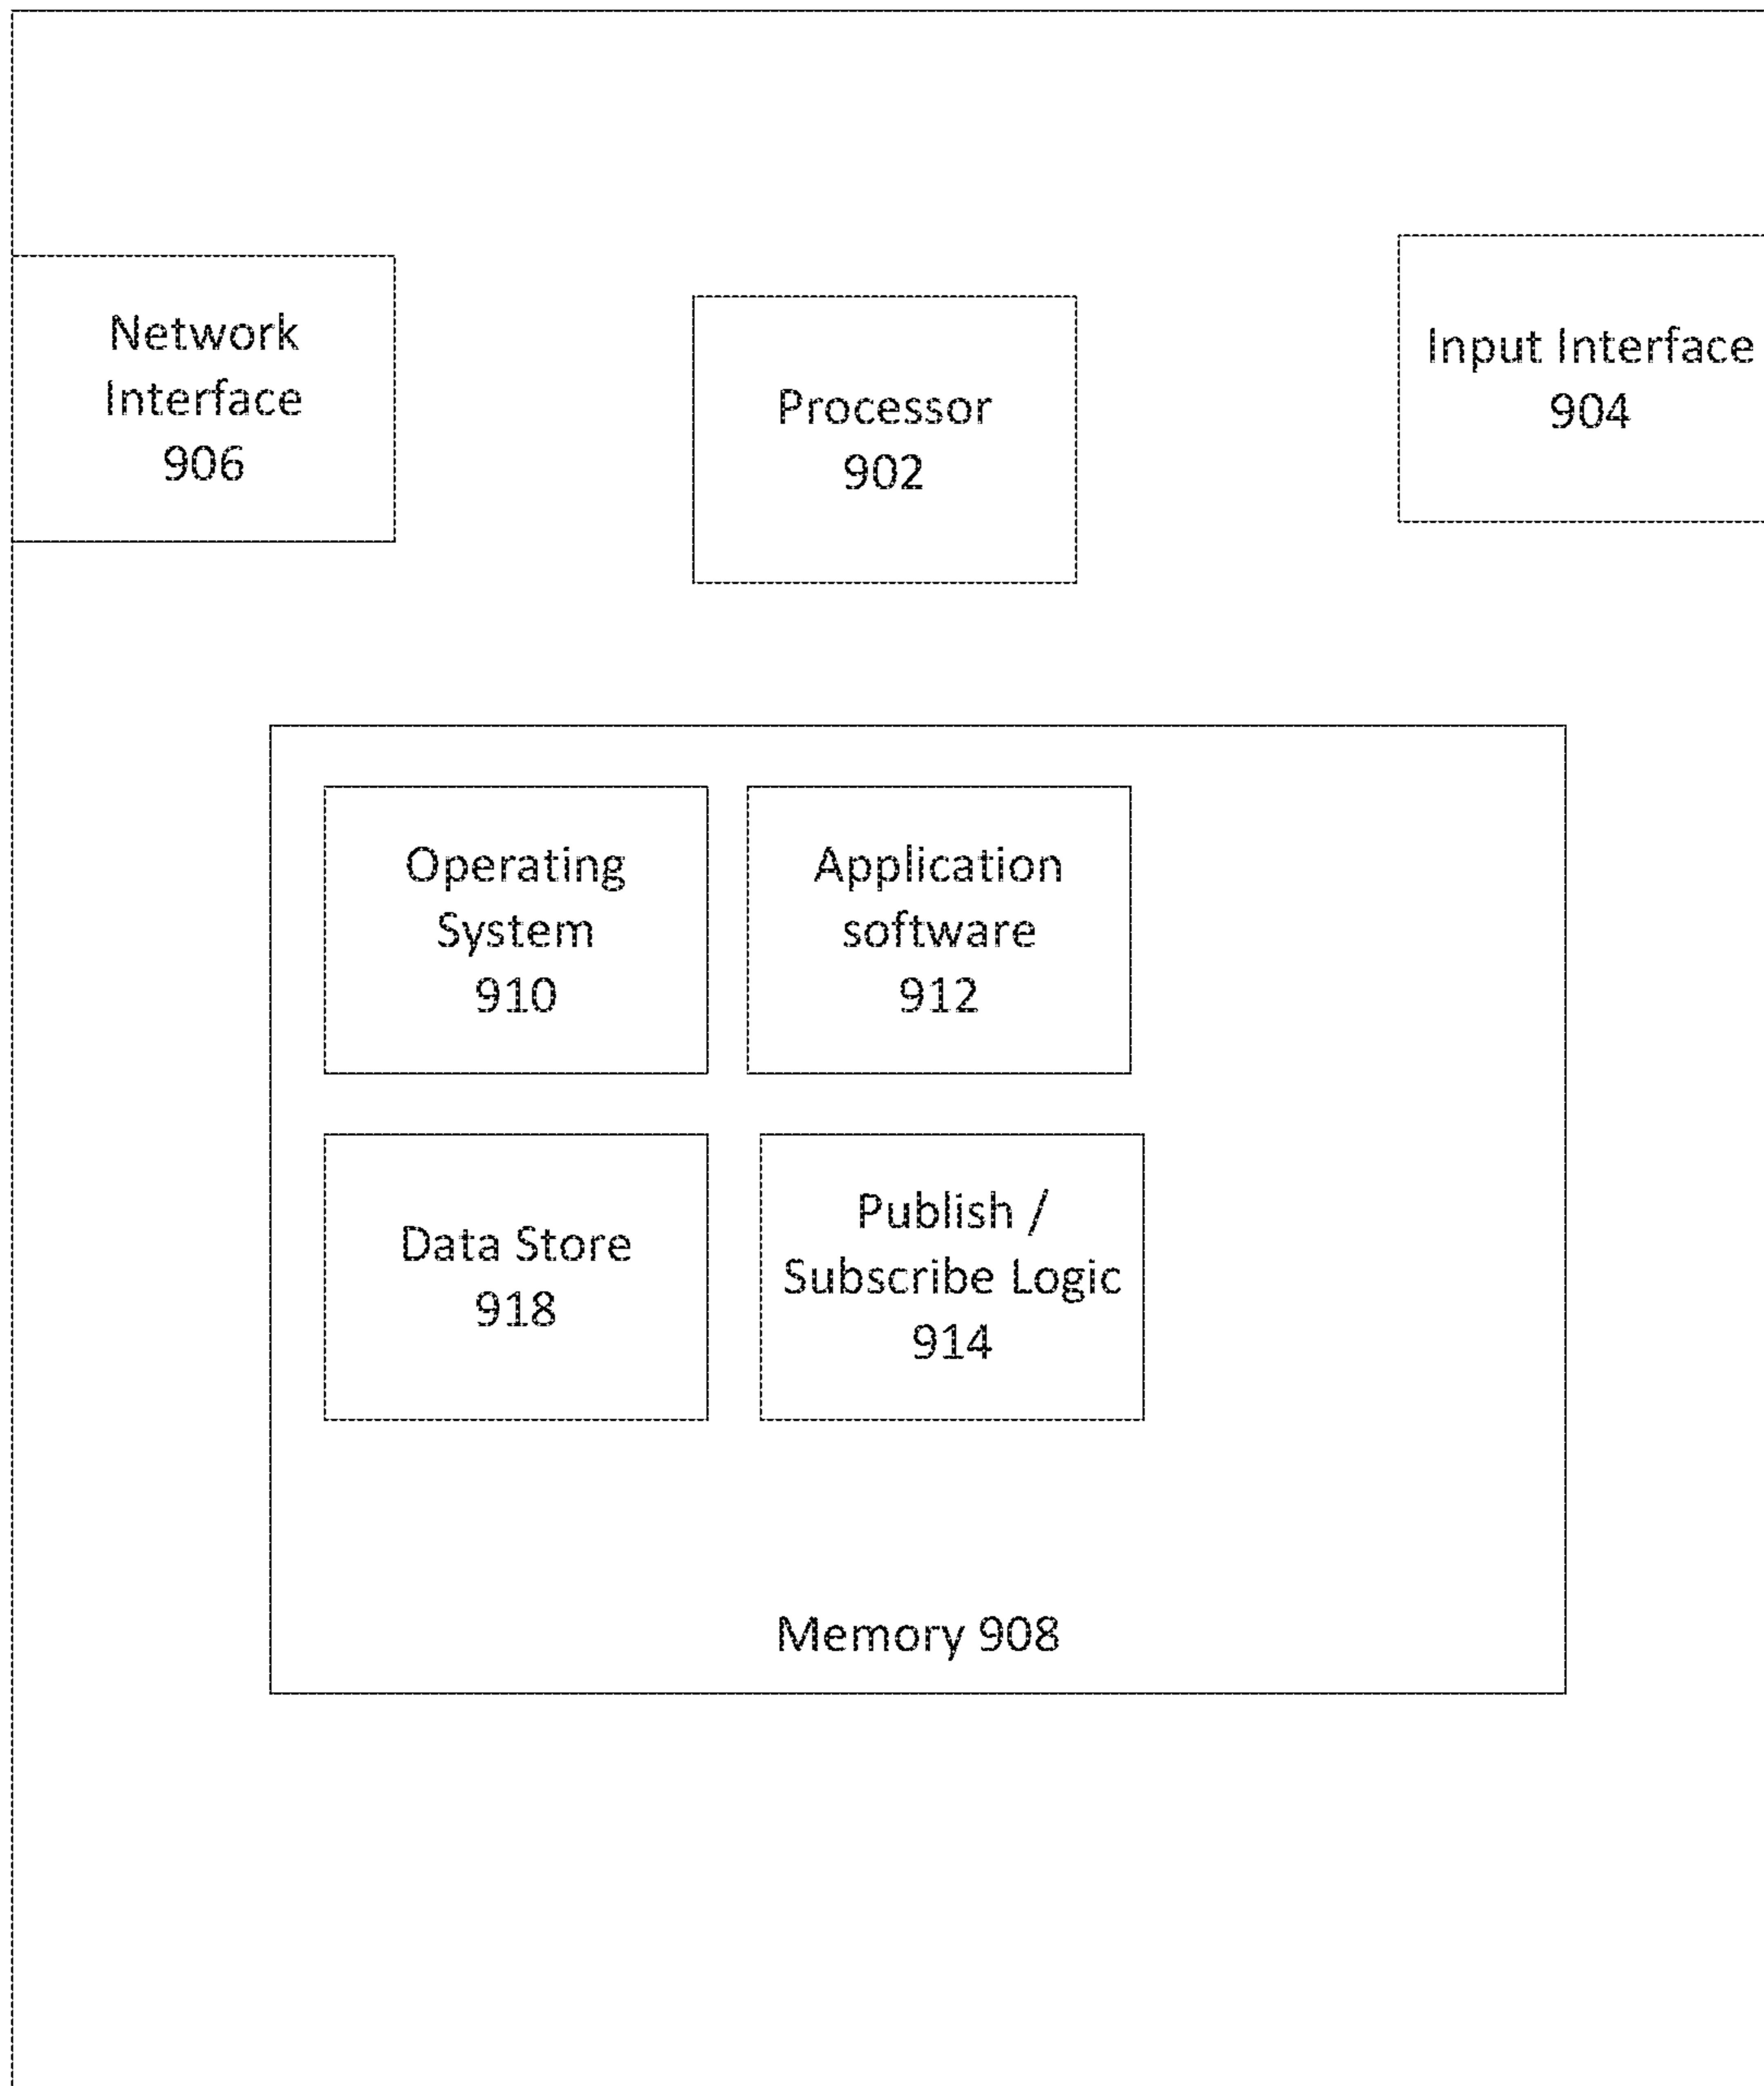 Network
Interface
906
Processor
902
Input Interface
904
Operating
System
910
Application
software
912
Data Store
918
Publish /
Subscribe Logic
914
Memory 908